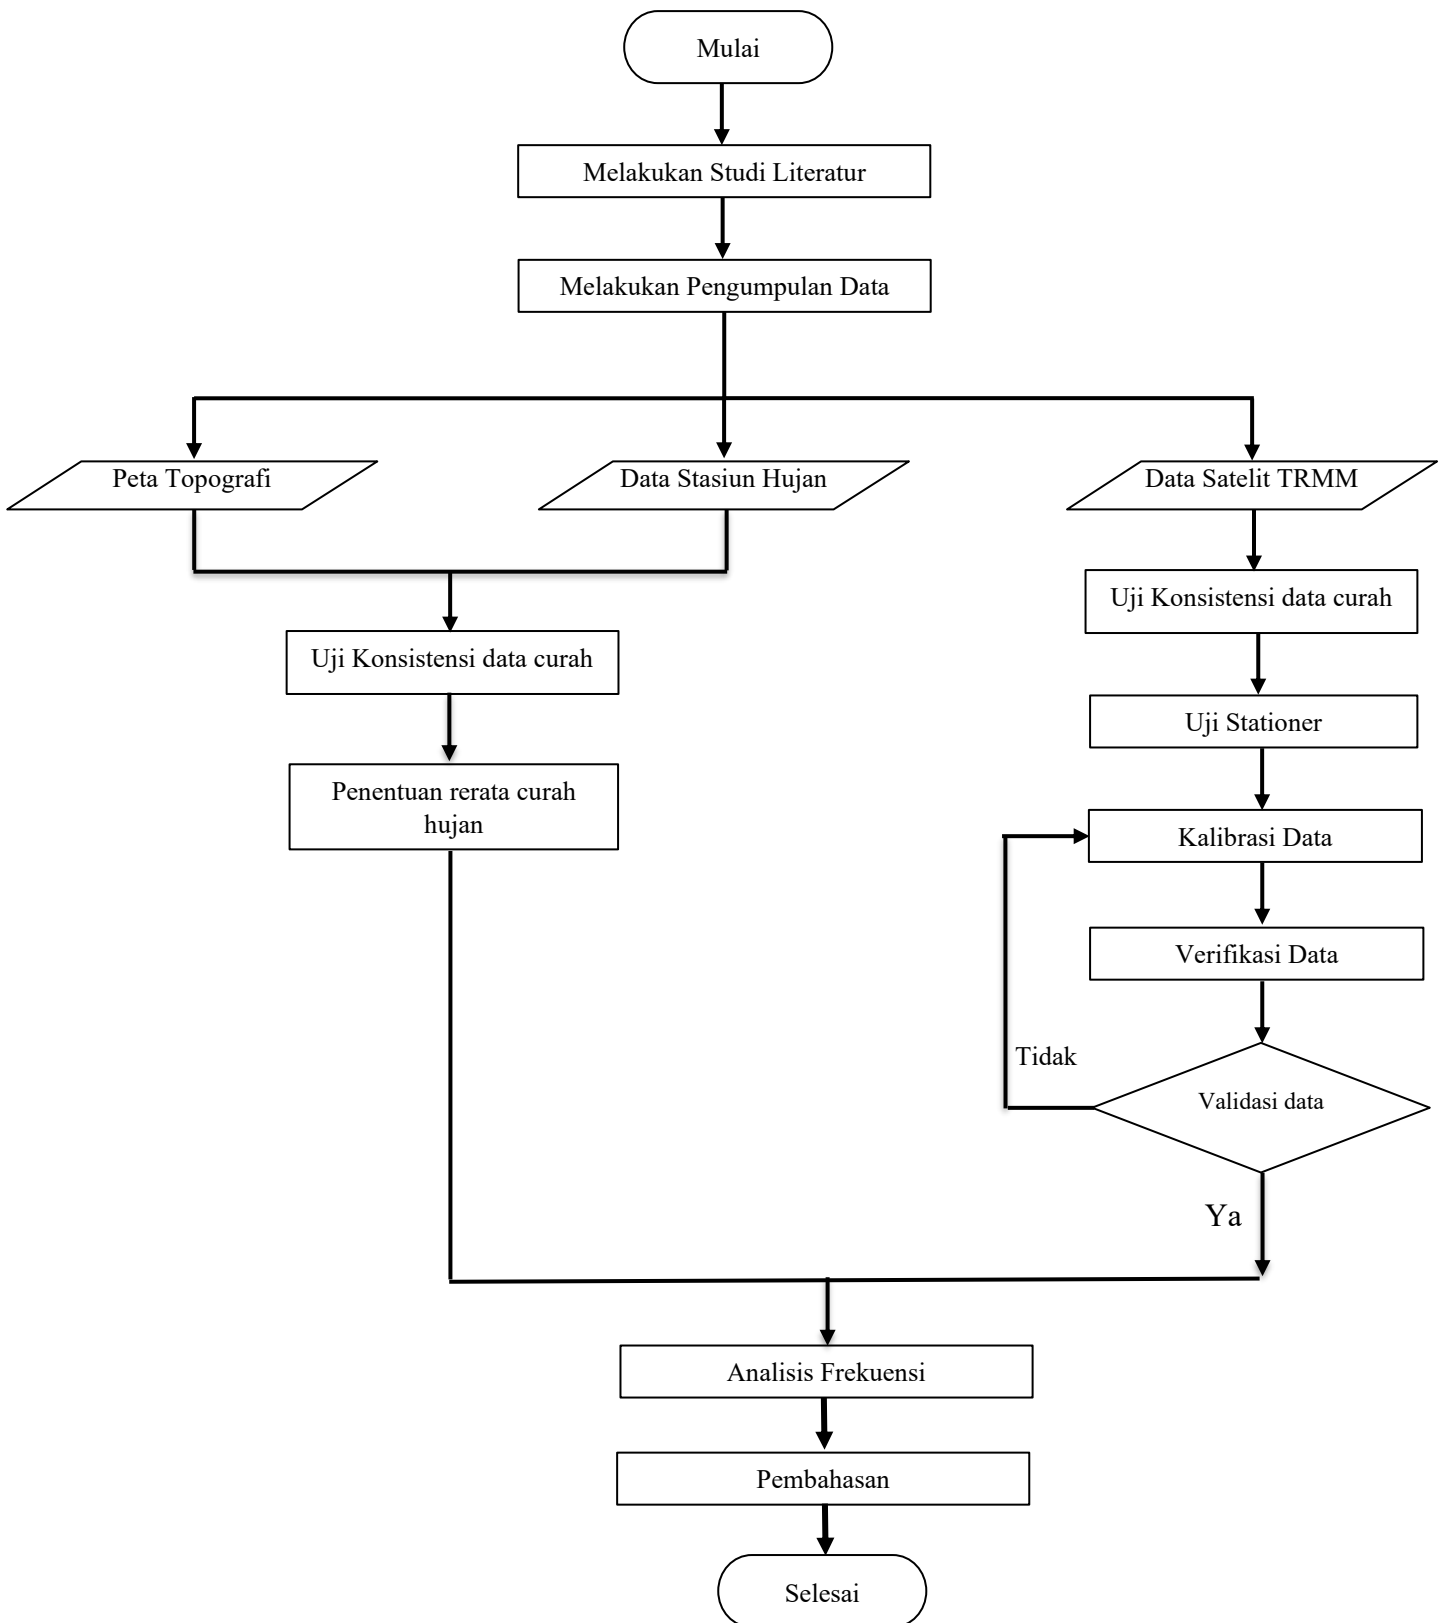 Mulai
Melakukan Studi Literatur
Melakukan Pengumpulan Data
Peta Topografi
Data Stasiun Hujan
Data Satelit TRMM
Uji Konsistensi data curah
Uji Konsistensi data curah
Uji Stationer
Penentuan rerata curah
hujan
Kalibrasi Data
Verifikasi Data
Tidak
Validasi data
Ya
Analisis Frekuensi
Pembahasan
Selesai